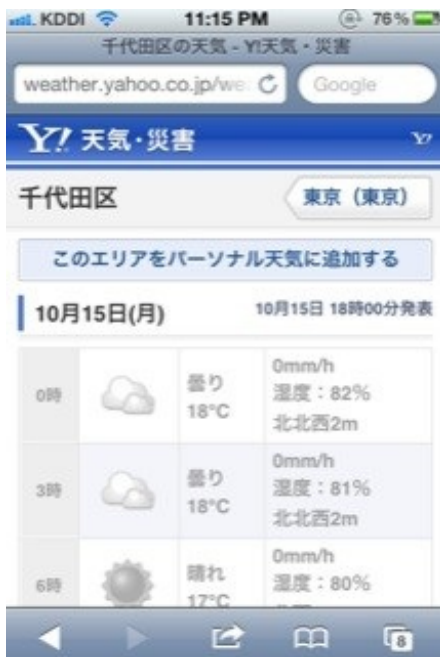 KDDI 11:15 PM 76%
千代田区の天気 - Y!天気・災害
weather.yahoo.co.jp/we Google
Y! 天気・災害 Y?
千代田区 東京（東京）
このエリアをパーソナル天気に追加する
10月15日(月) 10月15日 18時00分発表
0mm/h
0時 曇り 湿度：82%
18°C 北北西2m
0mm/h
3時 曇り 湿度：81%
18°C 北北西2m
0mm/h
6時 晴れ 湿度：80%
17°C
8